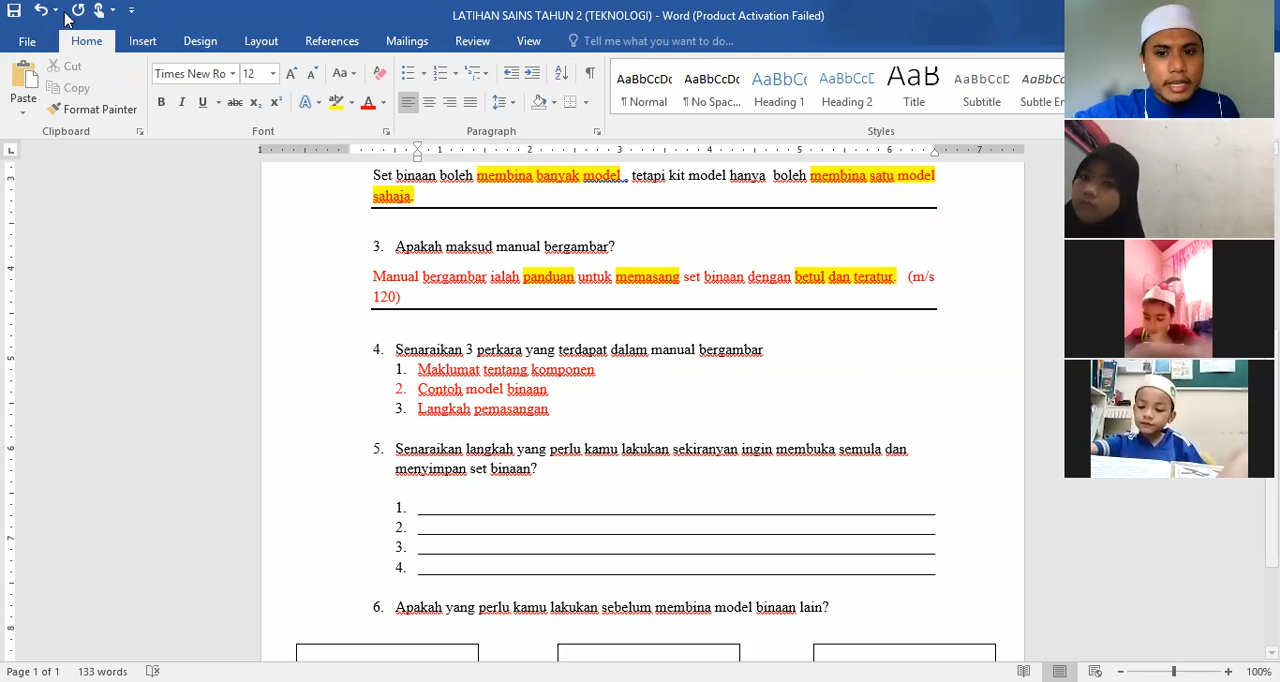 LATIHAN SAINS TAHUN 2 (TEKNOLOGI) - Word (Product Activation Failed)
File Home Insert Design Layout References Mailings Review View Tell me what you want to do...
Cut
Copy
Format Painter
Paste
Times New Ro 12
Clipboard Font Paragraph Styles
AaBbCcDc AaBbCcDc AaBbCc AaBbCcD AaB AaBbCcD AaBbCc
¶ Normal ¶ No Spac... Heading 1 Heading 2 Title Subtitle Subtle Em
Set binaan boleh membina banyak model , tetapi kit model hanya boleh membina satu model
sahaja.
3. Apakah maksud manual bergambar?
Manual bergambar ialah panduan untuk memasang set binaan dengan betul dan teratur. (m/s
120)
4. Senaraikan 3 perkara yang terdapat dalam manual bergambar
1. Maklumat tentang komponen
2. Contoh model binaan
3. Langkah pemasangan
5. Senaraikan langkah yang perlu kamu lakukan sekiranyan ingin membuka semula dan
menyimpan set binaan?
1.
2.
3.
4.
6. Apakah yang perlu kamu lakukan sebelum membina model binaan lain?
Page 1 of 1 133 words 100%